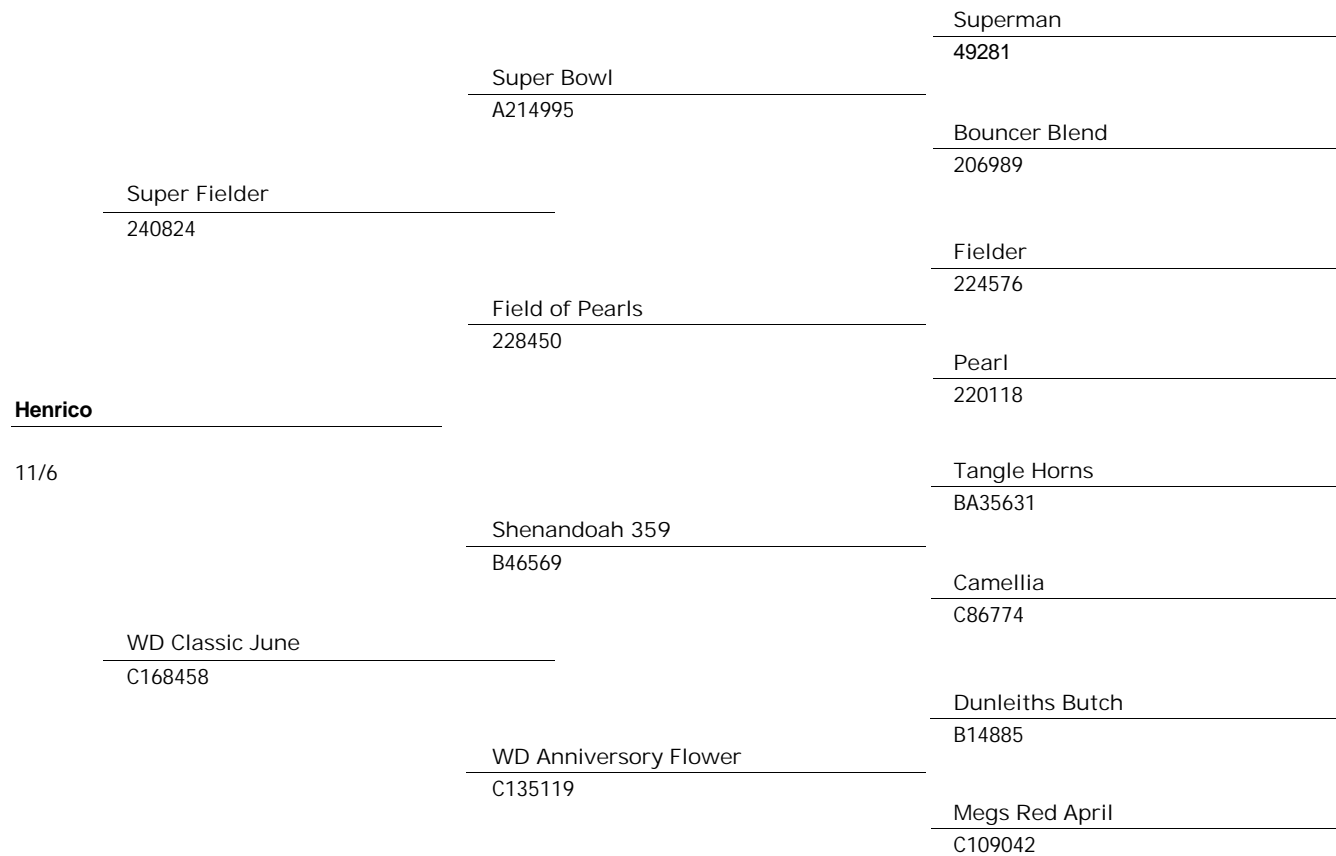 Superman
49281
Super Bowl
A214995
Bouncer Blend
206989
Super Fielder
240824
Fielder
224576
Field of Pearls
228450
Pearl
220118
Henrico
11/6
Tangle Horns
BA35631
Shenandoah 359
B46569
Camellia
C86774
WD Classic June
C168458
Dunleiths Butch
B14885
WD Anniversory Flower
C135119
Megs Red April
C109042